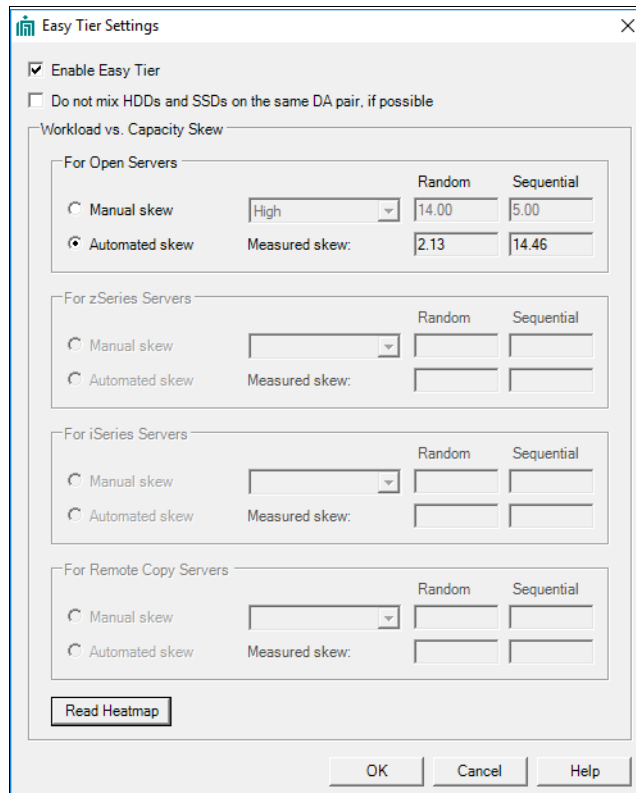 Easy Tier Settings
Enable Easy Tier
Do not mix HDDs and SSDs on the same DA pair, if possible
Workload vs. Capacity Skew
For Open Servers
Random Sequential
Manual skew High 14.00 5.00
Automated skew Measured skew: 2.13 14.46
For zSeries Servers
Random Sequential
Manual skew
Automated skew Measured skew:
For iSeries Servers
Random Sequential
Manual skew
Automated skew Measured skew:
For Remote Copy Servers
Random Sequential
Manual skew
Automated skew Measured skew:
Read Heatmap
OK Cancel Help